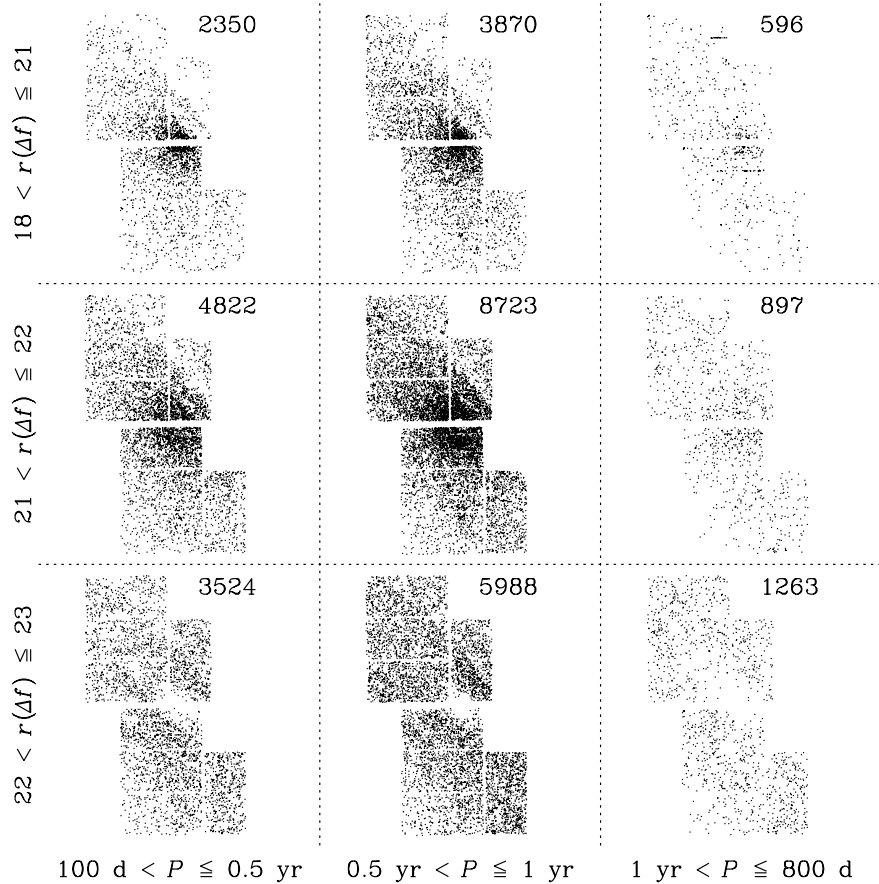 18 < r(Δf) ≦ 21
2350 3870 596
21 < r(Δf) ≦ 22
4822 8723 897
22 < r(Δf) ≦ 23
3524 5988 1263
100 d < P ≦ 0.5 yr 0.5 yr < P ≦ 1 yr 1 yr < P ≦ 800 d